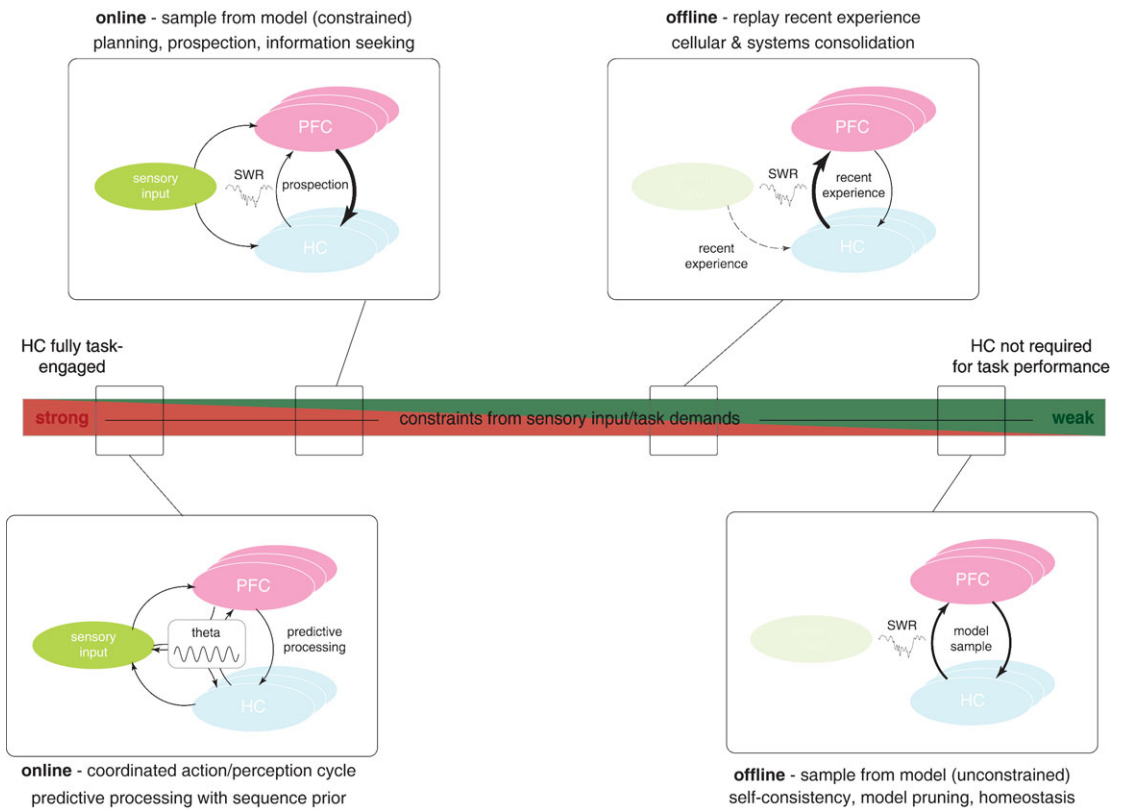 online - sample from model (constrained)
planning, prospection, information seeking
PFC
sensory
input
SWR
prospection
HC
offline - replay recent experience
cellular & systems consolidation
PFC
SWR
recent
experience
HC
recent
experience
HC fully task-
engaged
HC not required
for task performance
strong
constraints from sensory input/task demands
weak
PFC
sensory
input
theta
predictive
processing
HC
online - coordinated action/perception cycle
predictive processing with sequence prior
PFC
SWR
model
sample
HC
offline - sample from model (unconstrained)
self-consistency, model pruning, homeostasis